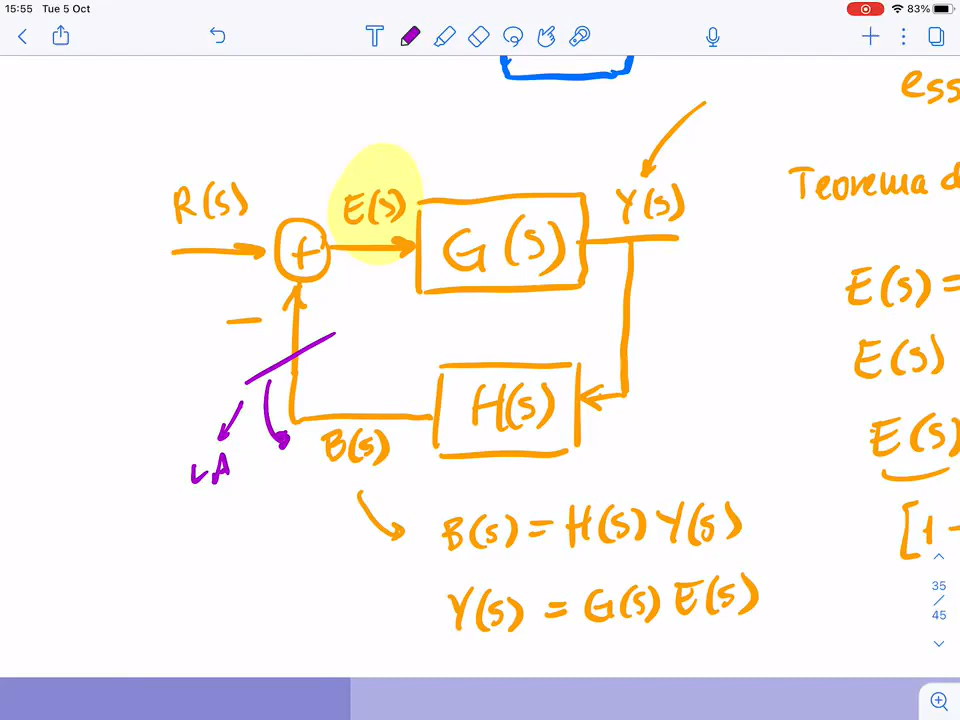 15:55 Tue 5 Oct 83%
T
ess
R(s) E(s) Y(s)
Teorema d
+ G(s)
E(s) =
−
E(s)
H(s)
E(s)
B(s)
LA
B(s) = H(s) Y(s) [1 -
Y(s) = G(s) E(s)
35
/
45